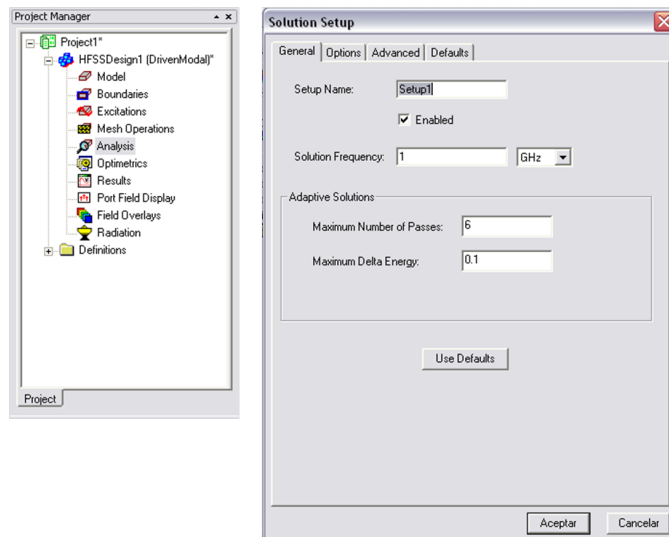 Project Manager
Project1*
HFSSDesign1 (DrivenModal)*
Model
Boundaries
Excitations
Mesh Operations
Analysis
Optimetrics
Results
Port Field Display
Field Overlays
Radiation
Definitions
Project
Solution Setup
General Options Advanced Defaults
Setup Name: Setup1
Enabled
Solution Frequency: 1 GHz
Adaptive Solutions
Maximum Number of Passes: 6
Maximum Delta Energy: 0.1
Use Defaults
Aceptar Cancelar